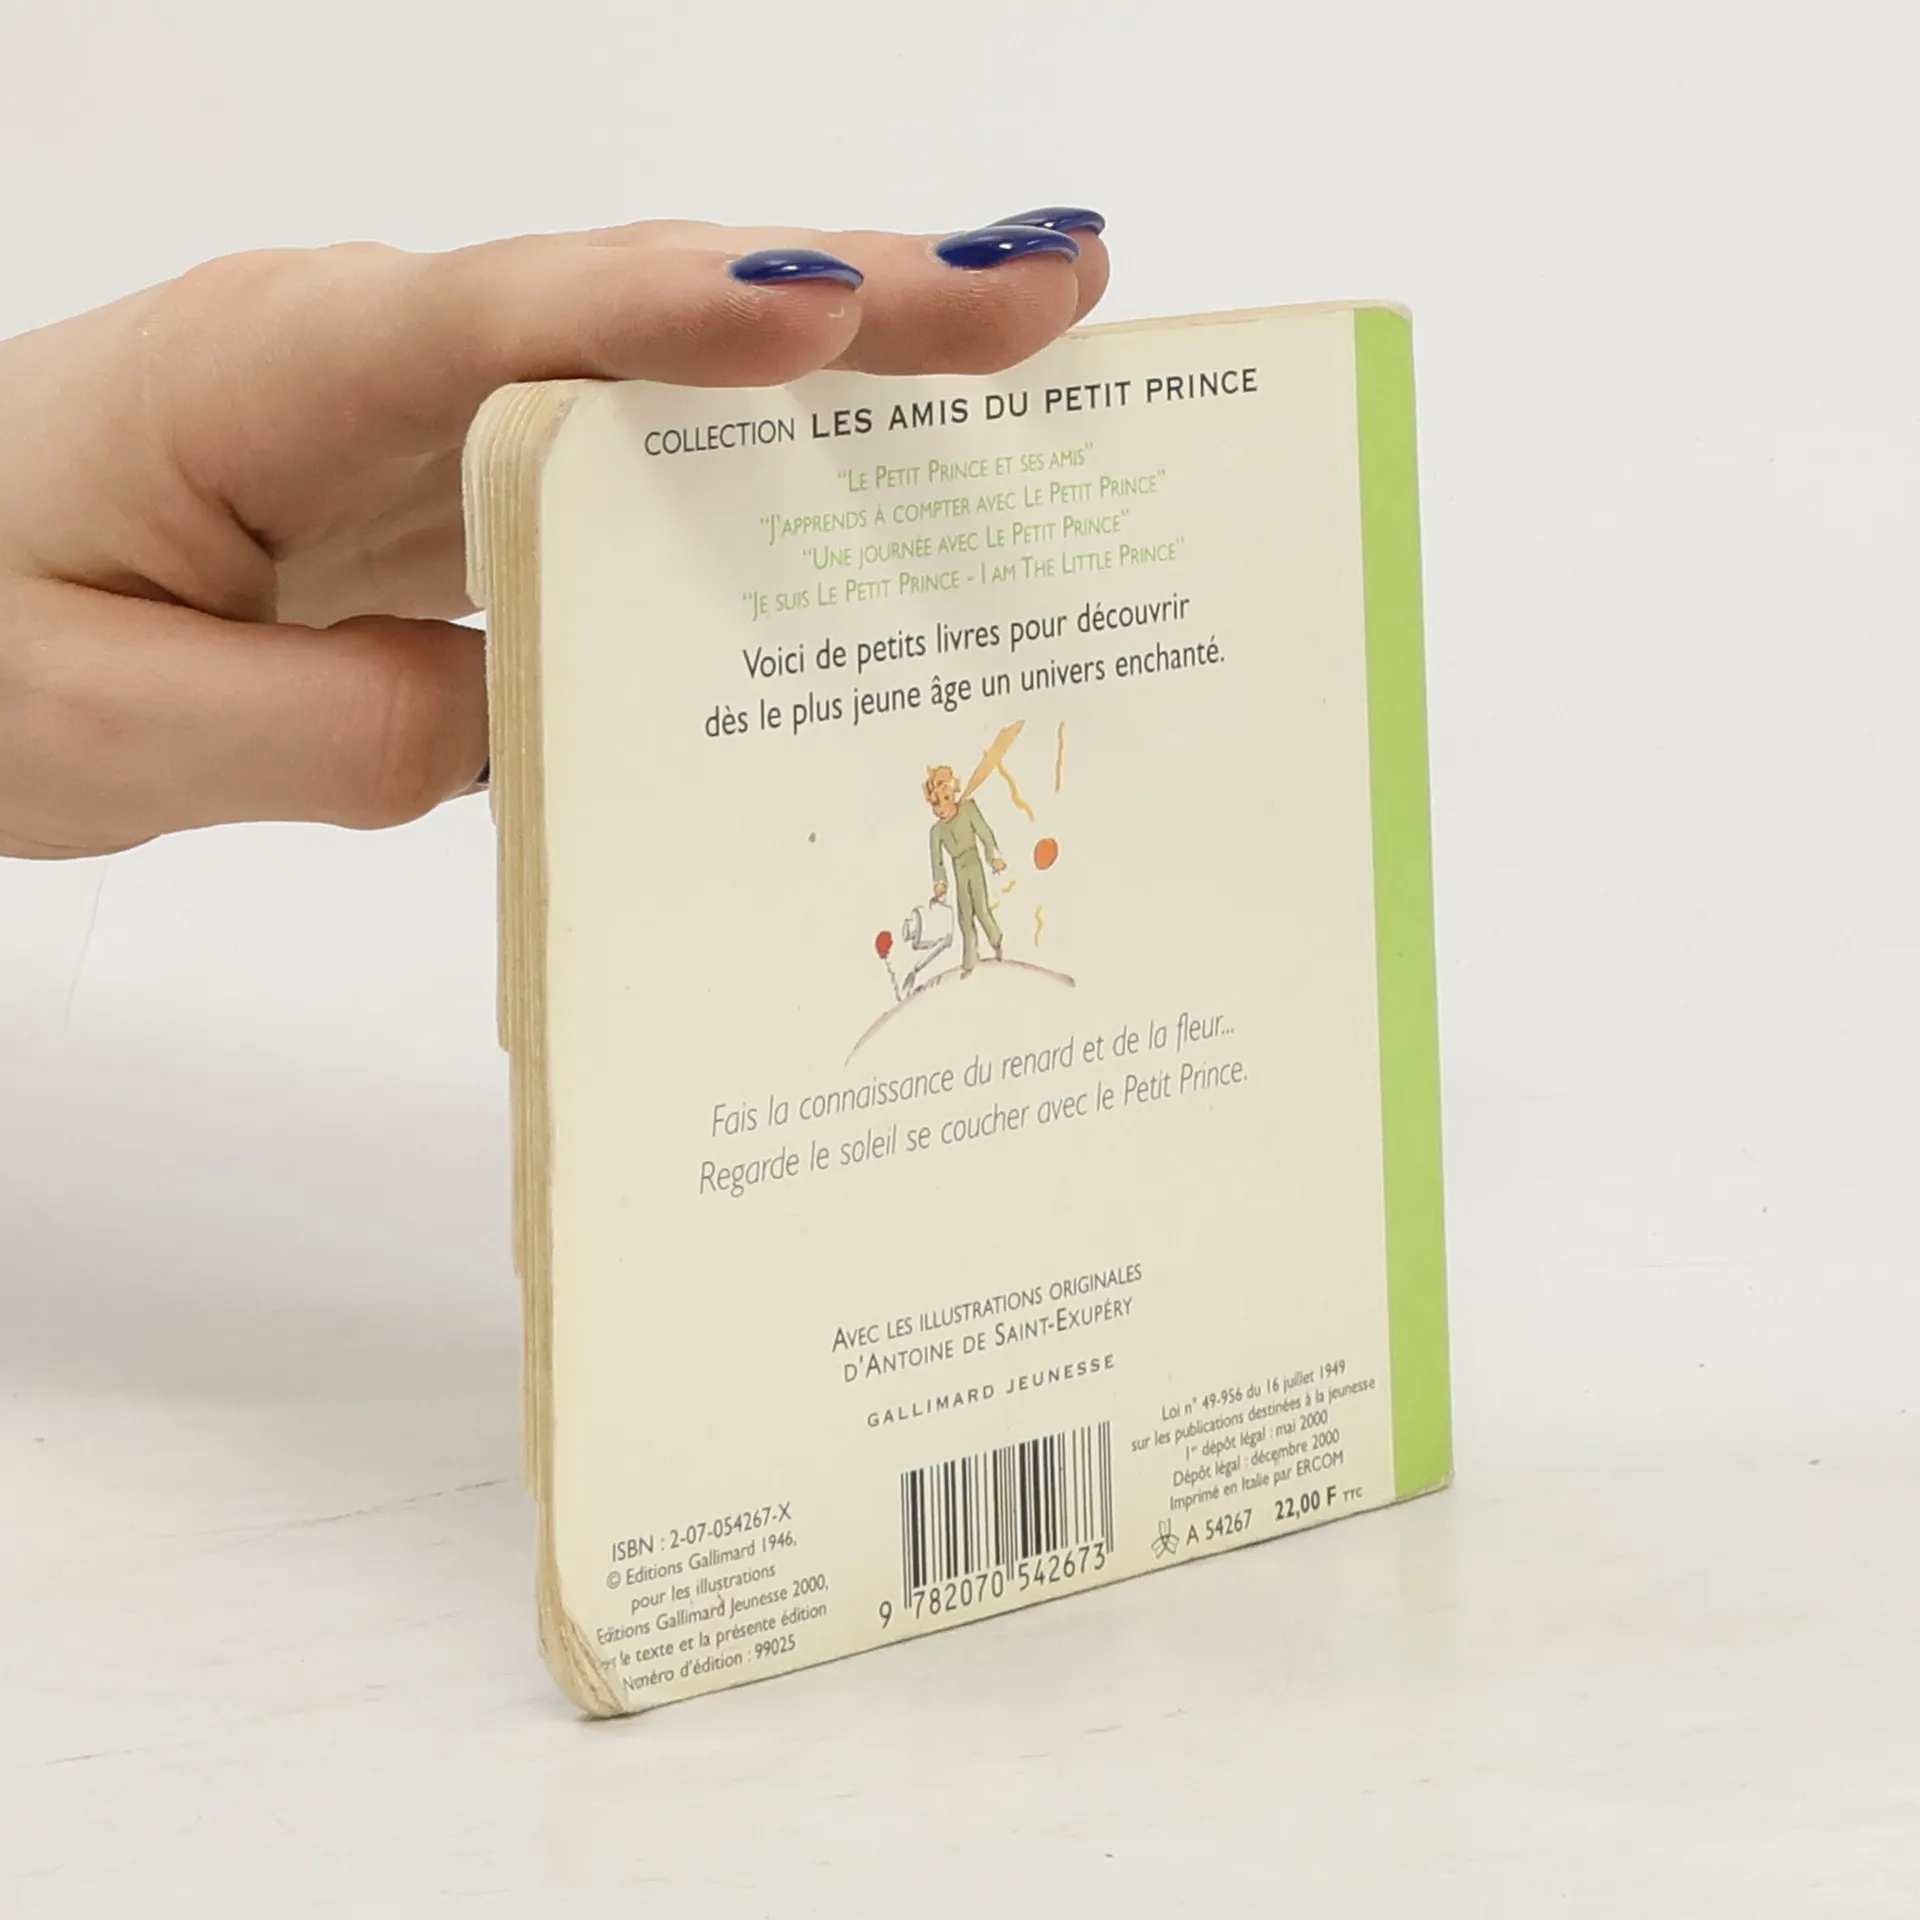 COLLECTION LES AMIS DU PETIT PRINCE
"LE PETIT PRINCE ET SES AMIS"
"J'APPRENDS À COMPTER AVEC LE PETIT PRINCE"
"UNE JOURNÉE AVEC LE PETIT PRINCE"
"JE SUIS LE PETIT PRINCE - I AM THE LITTLE PRINCE"
Voici de petits livres pour découvrir
dès le plus jeune âge un univers enchanté.
Fais la connaissance du renard et de la fleur...
Regarde le soleil se coucher avec le Petit Prince.
AVEC LES ILLUSTRATIONS ORIGINALES
D'ANTOINE DE SAINT-EXUPÉRY
GALLIMARD JEUNESSE
ISBN : 2-07-054267-X
© Editions Gallimard 1946,
pour les illustrations
Editions Gallimard Jeunesse 2000,
le texte et la présente édition
Numéro d'édition : 99025
9 782070 542673
Loi n° 49-956 du 16 juillet 1949
sur les publications destinées à la jeunesse
1er dépôt légal : mai 2000
Dépôt légal : décembre 2000
Imprimé en Italie par ERCOM
A 54267 22,00 F TTC